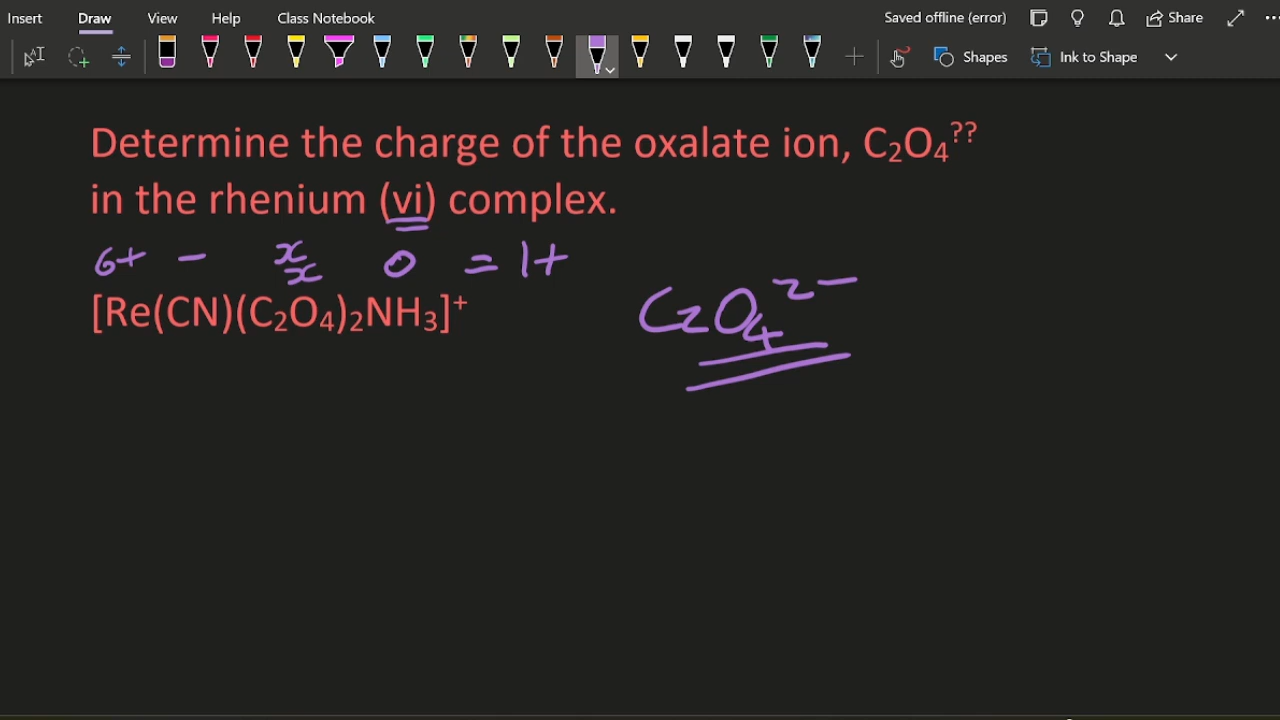 Insert Draw View Help Class Notebook Saved offline (error) Share
Shapes Ink to Shape
Determine the charge of the oxalate ion, C₂O₄^??
in the rhenium (vi) complex.
6+ - x 0 = 1+
x
[Re(CN)(C₂O₄)₂NH₃]⁺
C₂O₄²⁻